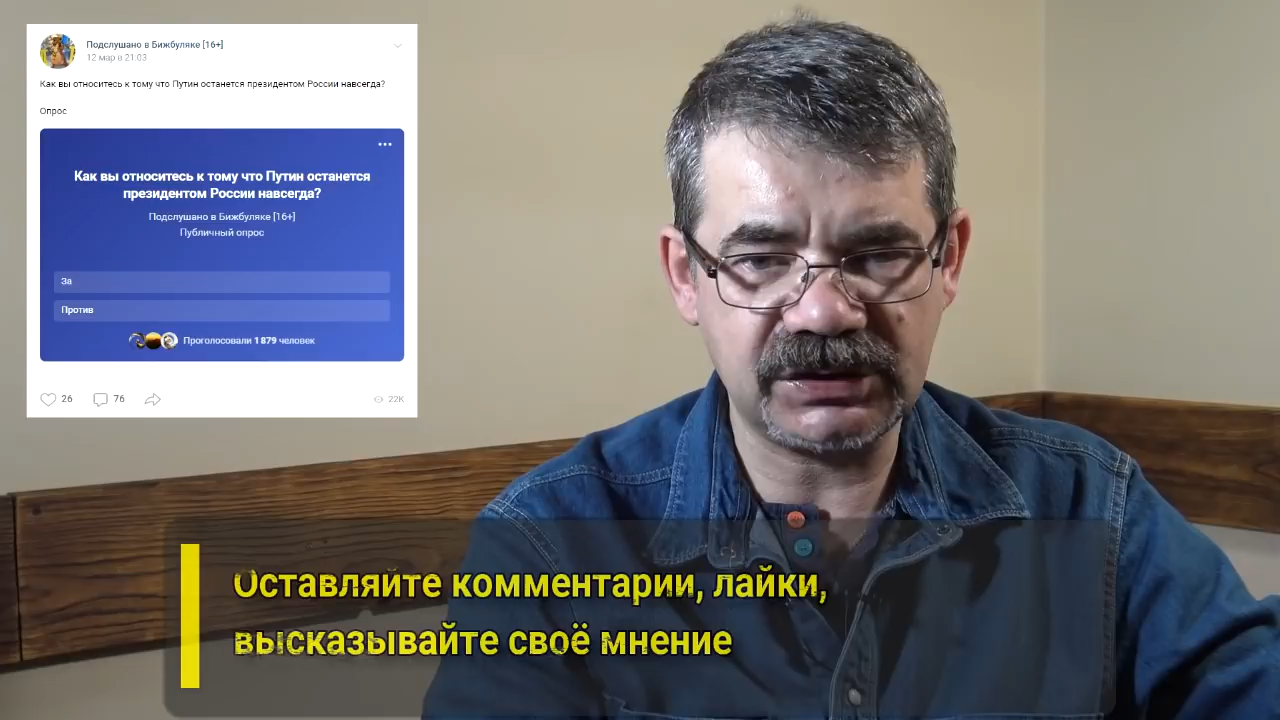 Подслушано в Бижбуляке [16+]
12 мар в 21:03
Как вы относитесь к тому что Путин останется президентом России навсегда?
Опрос
Как вы относитесь к тому что Путин останется
президентом России навсегда?
Подслушано в Бижбуляке [16+]
Публичный опрос
За
Против
Проголосовали 1 879 человек
26
76
22K
Оставляйте комментарии, лайки,
высказывайте своё мнение